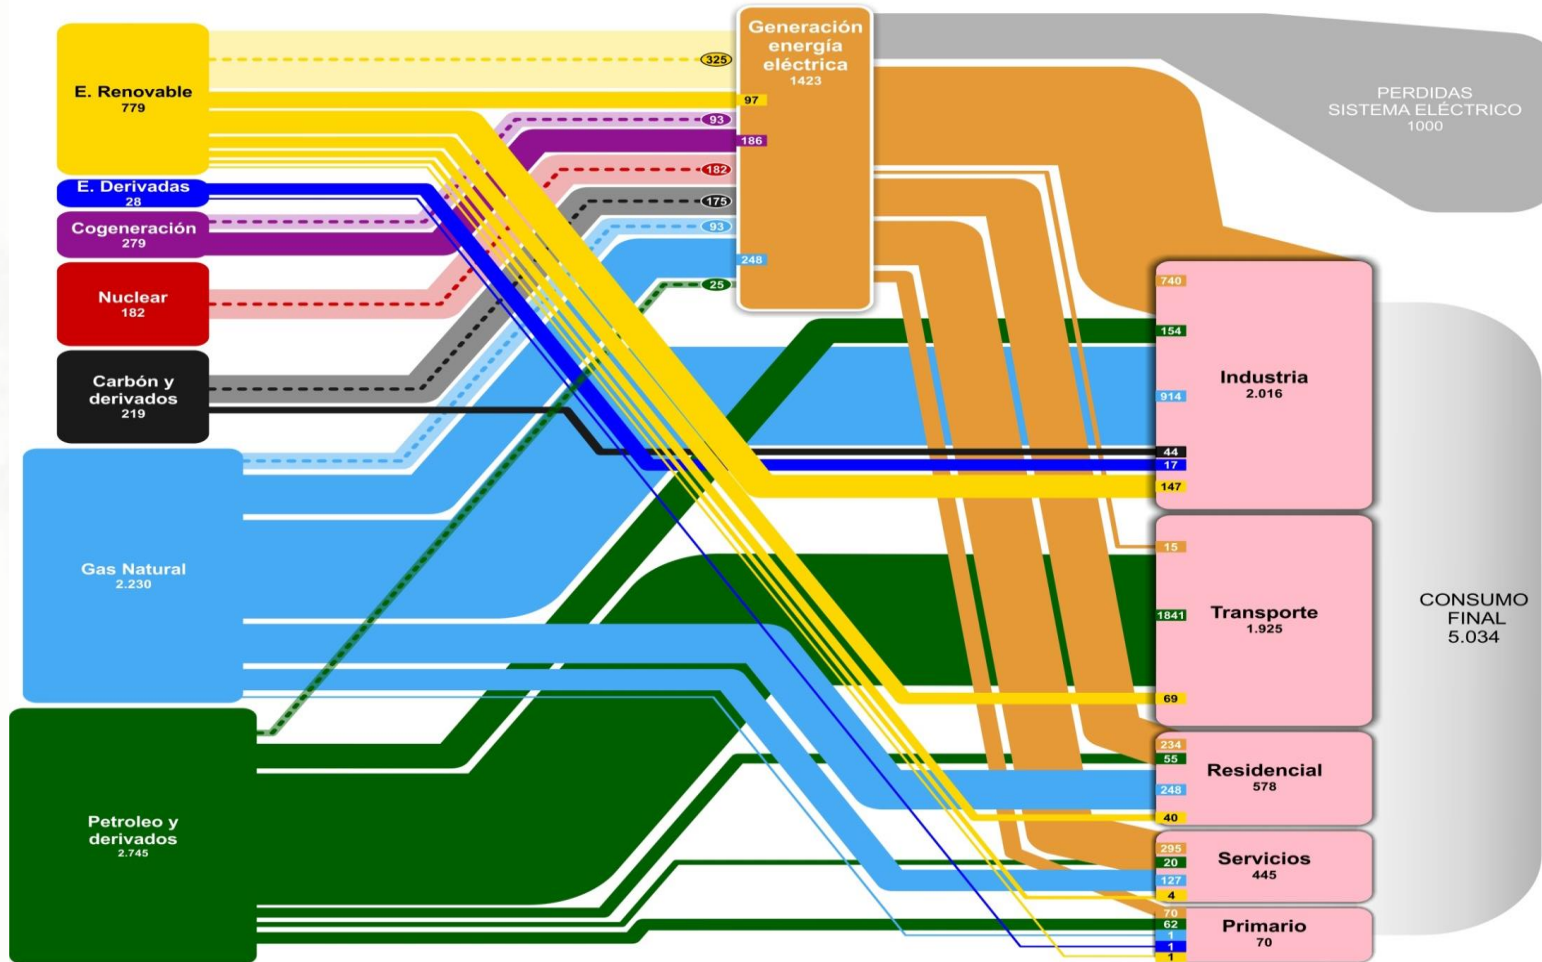 E. Renovable
779
E. Derivadas
28
Cogeneración
279
Nuclear
182
Carbón y
derivados
219
Gas Natural
2.230
Petroleo y
derivados
2.745
325
93
182
175
93
25
Generación
energía
eléctrica
1423
97
186
248
PERDIDAS
SISTEMA ELÉCTRICO
1000
740
154
914
44
17
147
Industria
2.016
15
1841
69
Transporte
1.925
234
55
248
40
Residencial
578
295
20
127
4
Servicios
445
70
62
1
1
1
Primario
70
CONSUMO
FINAL
5.034